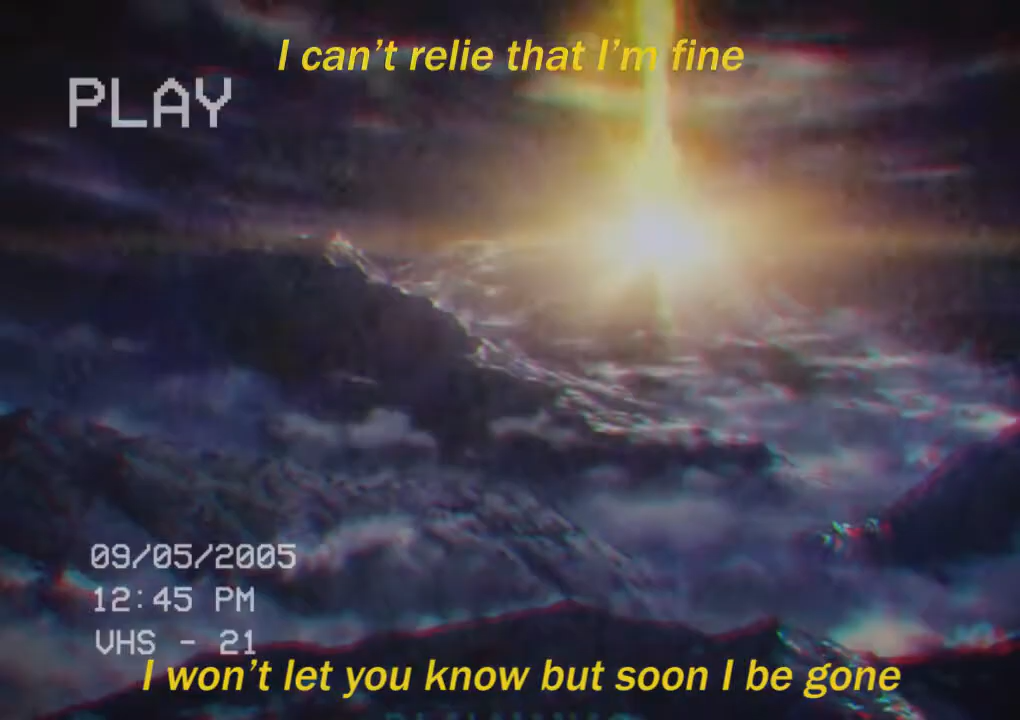 I can’t relie that I’m fine
PLAY
09/05/2005
12:45 PM
VHS - 21
I won’t let you know but soon I be gone